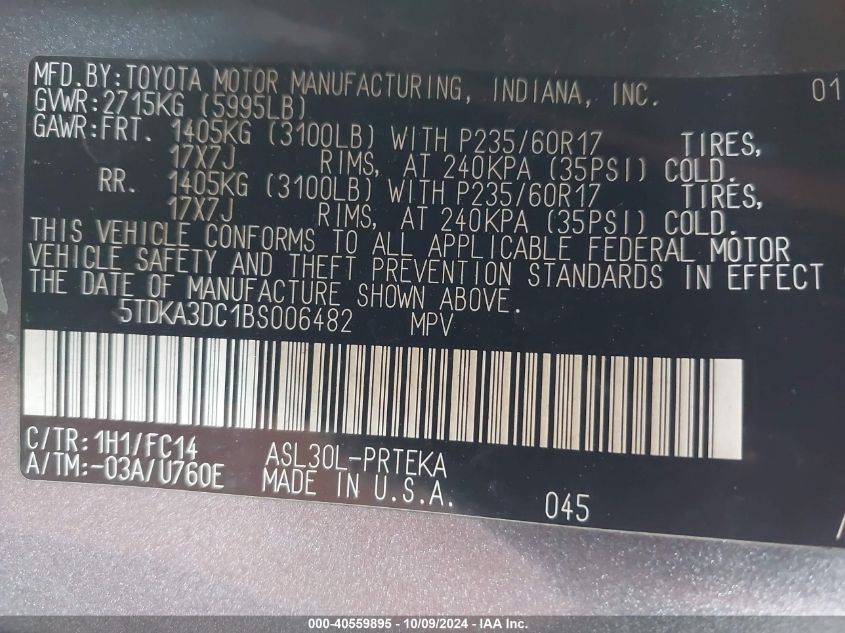 MFD.BY:TOYOTA MOTOR MANUFACTURING, INDIANA, INC. 01
GVWR:2715KG (5995LB)
GAWR:FRT. 1405KG (3100LB) WITH P235/60R17 TIRES,
17X7J RIMS, AT 240KPA (35PSI) COLD.
RR. 1405KG (3100LB) WITH P235/60R17 TIRES,
17X7J RIMS, AT 240KPA (35PSI) COLD.
THIS VEHICLE CONFORMS TO ALL APPLICABLE FEDERAL MOTOR
VEHICLE SAFETY AND THEFT PREVENTION STANDARDS IN EFFECT
THE DATE OF MANUFACTURE SHOWN ABOVE.
5TDKA3DC1BS006482 MPV
C/TR:1H1/FC14 ASL30L-PRTEKA
A/TM:-03A/U760E MADE IN U.S.A. 045
000-40559895 - 10/09/2024 - IAA Inc.